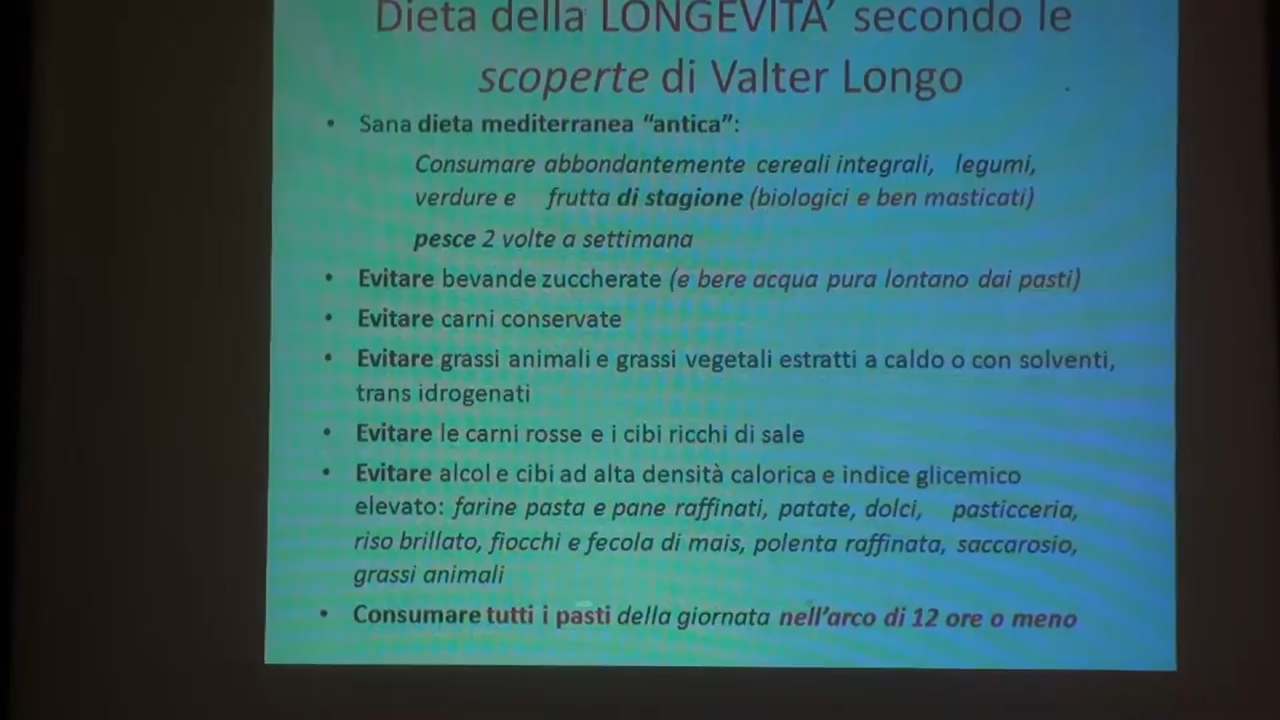 Dieta della LONGEVITA’ secondo le
scoperte di Valter Longo
• Sana dieta mediterranea “antica”:
Consumare abbondantemente cereali integrali, legumi,
verdure e frutta di stagione (biologici e ben masticati)
pesce 2 volte a settimana
• Evitare bevande zuccherate (e bere acqua pura lontano dai pasti)
• Evitare carni conservate
• Evitare grassi animali e grassi vegetali estratti a caldo o con solventi,
trans idrogenati
• Evitare le carni rosse e i cibi ricchi di sale
• Evitare alcol e cibi ad alta densità calorica e indice glicemico
elevato: farine pasta e pane raffinati, patate, dolci, pasticceria,
riso brillato, fiocchi e fecola di mais, polenta raffinata, saccarosio,
grassi animali
• Consumare tutti i pasti della giornata nell’arco di 12 ore o meno